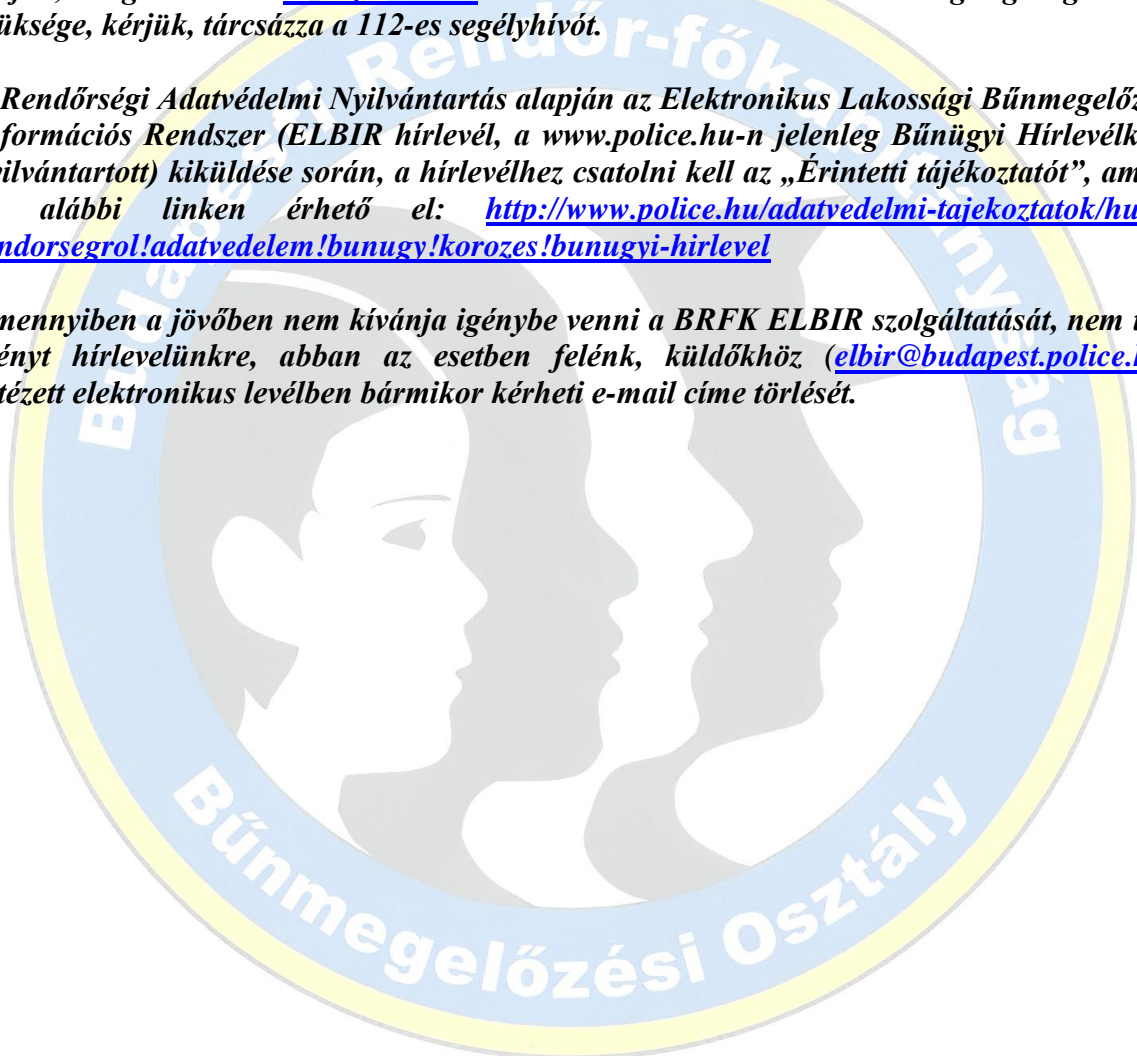 üksége, kérjük, tárcsázza a 112-es segélyhívót.
Rendőrségi Adatvédelmi Nyilvántartás alapján az Elektronikus Lakossági Bűnmegelőz
formációs Rendszer (ELBIR hírlevél, a www.police.hu-n jelenleg Bűnügyi Hírlevélk
yilvántartott) kiküldése során, a hírlevélhez csatolni kell az „Érintetti tájékoztatót”, am
alábbi linken érhető el: http://www.police.hu/adatvedelmi-tajekoztatok/hu
ndorsegrol!adatvedelem!bunugy!korozes!bunugyi-hirlevel
mennyiben a jövőben nem kívánja igénybe venni a BRFK ELBIR szolgáltatását, nem t
ényt hírlevelünkre, abban az esetben felénk, küldőkhöz (elbir@budapest.police.h
tézett elektronikus levélben bármikor kérheti e-mail címe törlését.
Budapesti Rendőr-főkapitányság
Bűnmegelőzési Osztály